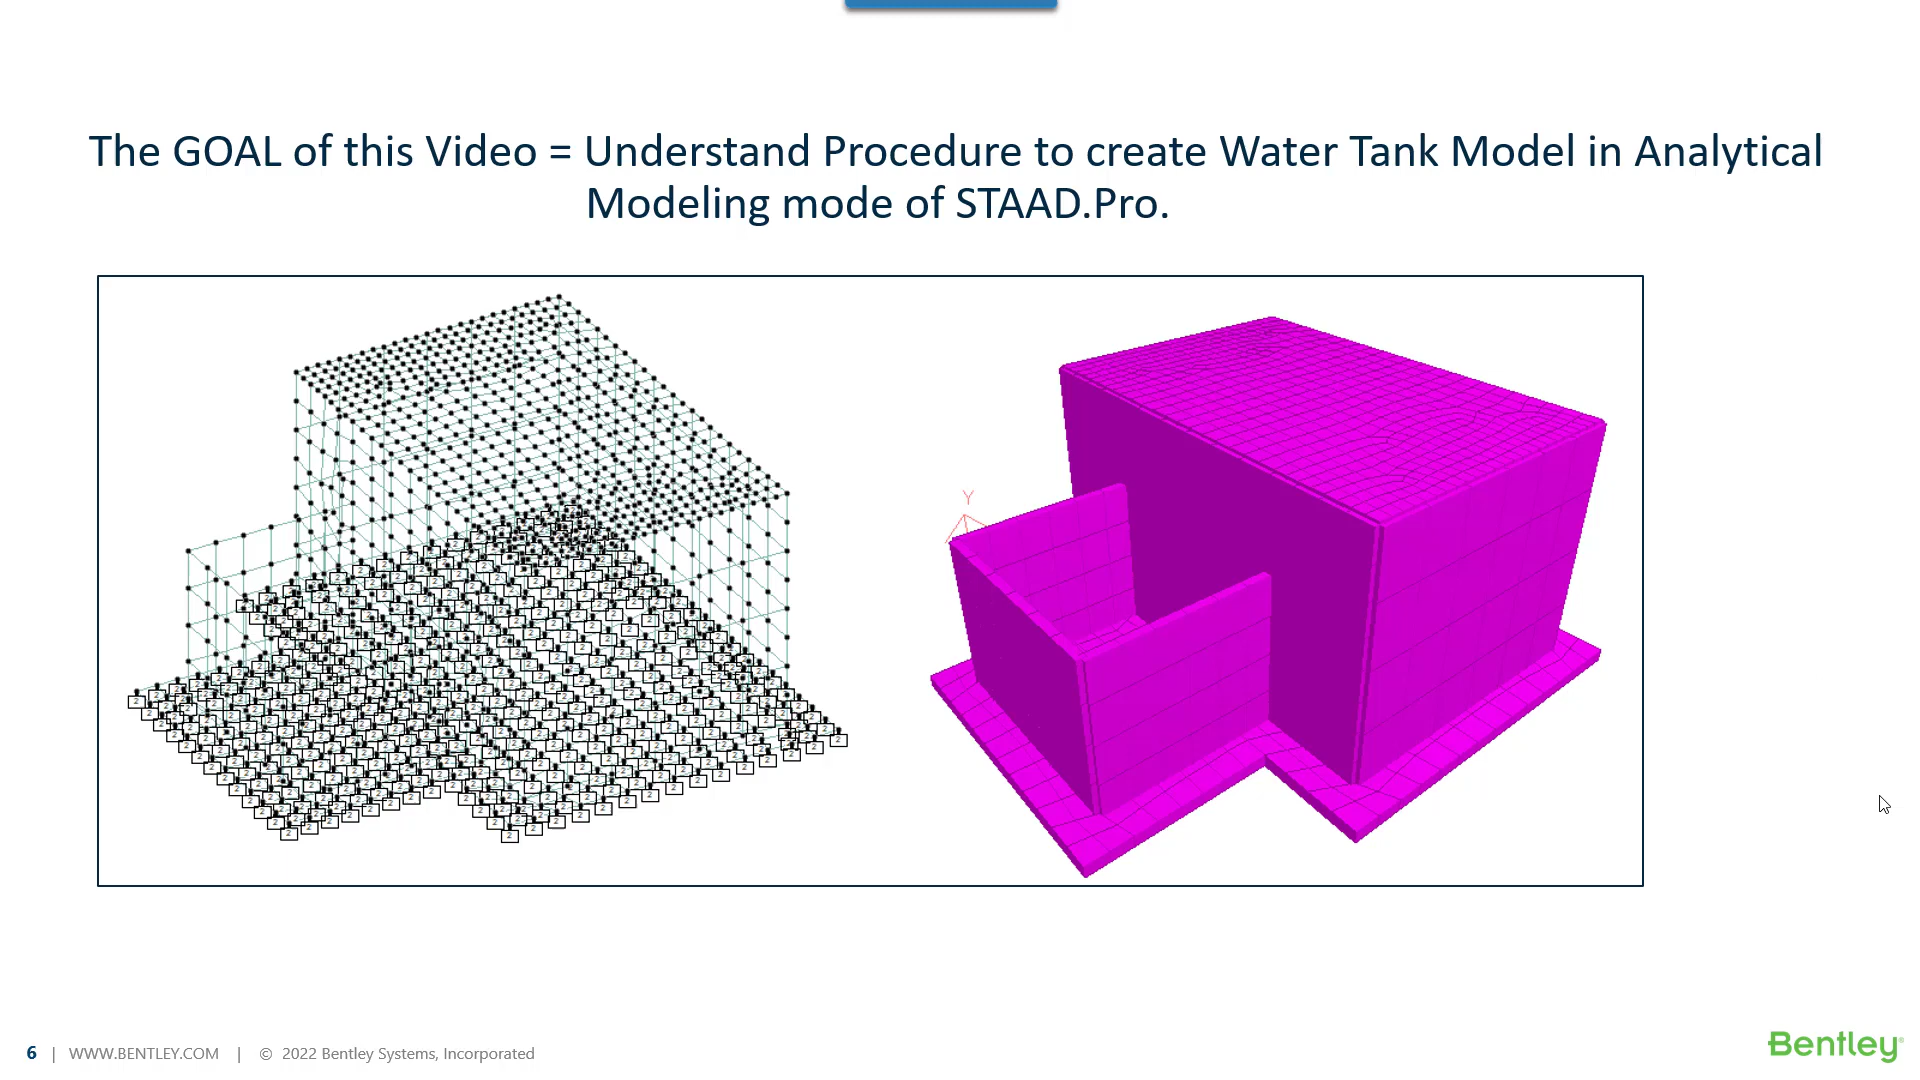 The GOAL of this Video = Understand Procedure to create Water Tank Model in Analytical
Modeling mode of STAAD.Pro.
Y
6 | WWW.BENTLEY.COM | © 2022 Bentley Systems, Incorporated
Bentley®